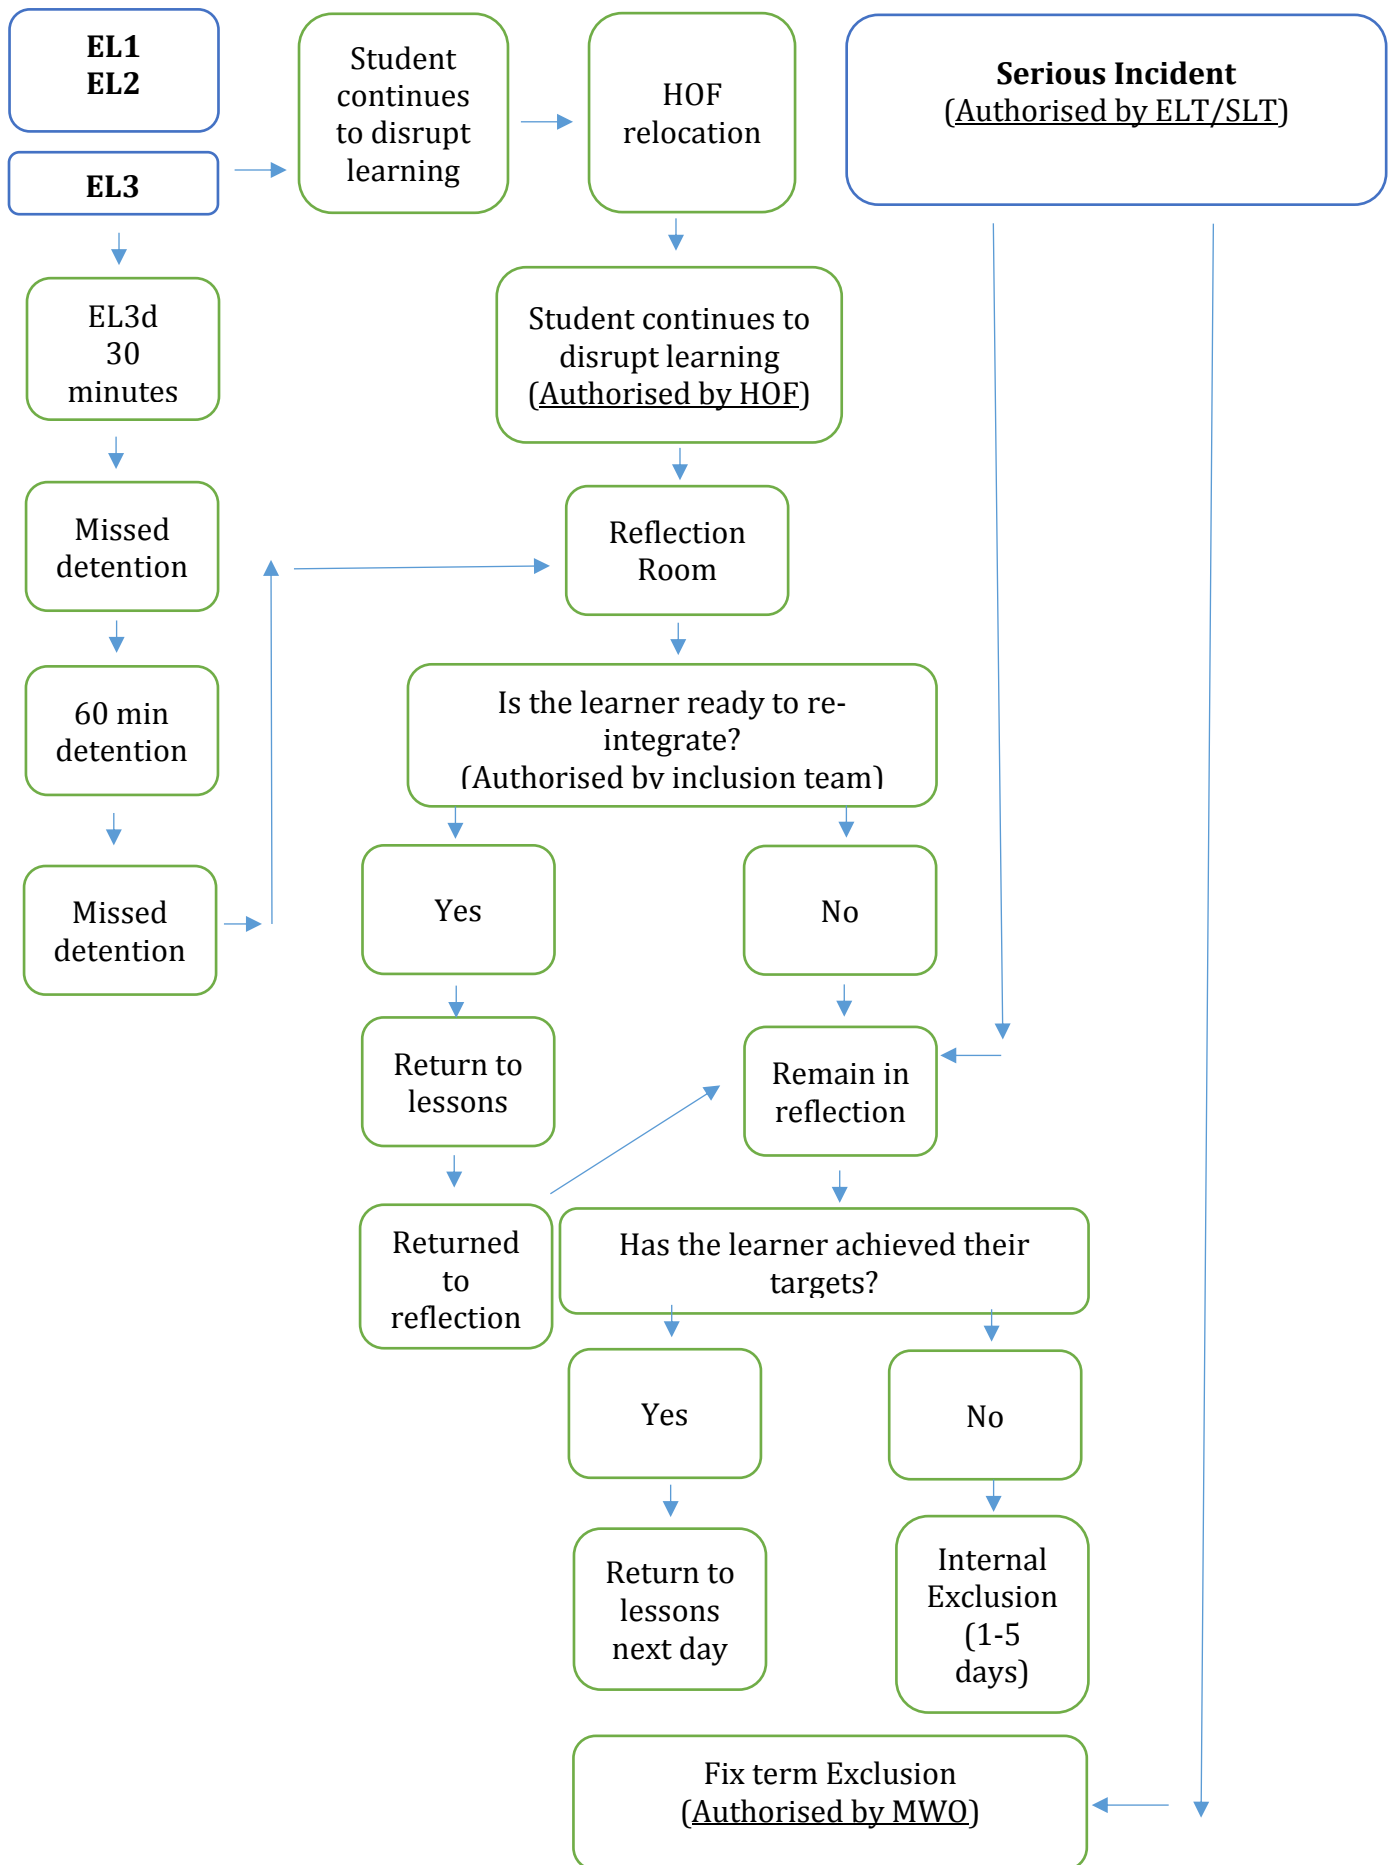 EL1
EL2
EL3
Student
continues
to disrupt
learning
HOF
relocation
Serious Incident
(Authorised by ELT/SLT)
EL3d
30
minutes
Student continues to
disrupt learning
(Authorised by HOF)
Missed
detention
Reflection
Room
60 min
detention
Is the learner ready to re-
integrate?
(Authorised by inclusion team)
Missed
detention
Yes
No
Return to
lessons
Remain in
reflection
Returned
to
reflection
Has the learner achieved their
targets?
Yes
No
Return to
lessons
next day
Internal
Exclusion
(1-5
days)
Fix term Exclusion
(Authorised by MWO)